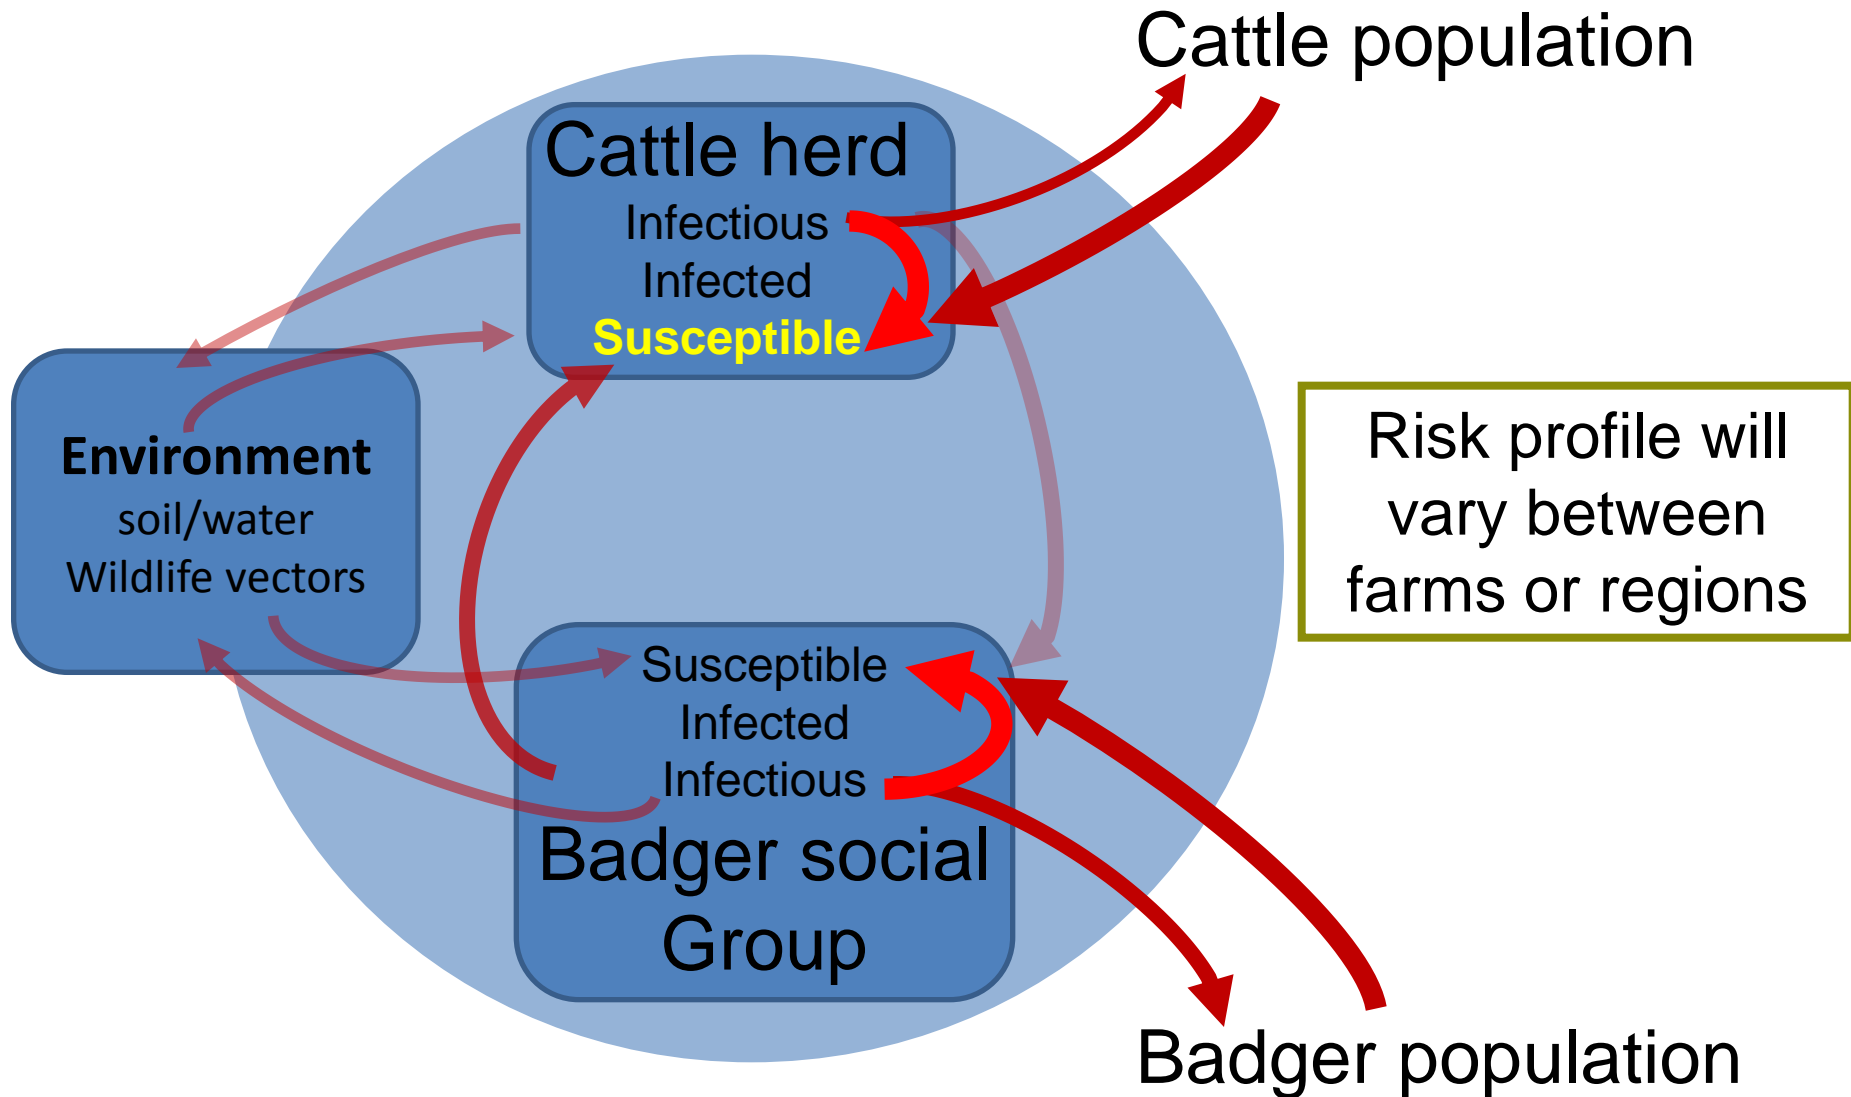 Cattle population
Cattle herd
Infectious
Infected
Susceptible
Environment
soil/water
Wildlife vectors
Risk profile will
vary between
farms or regions
Susceptible
Infected
Infectious
Badger social
Group
Badger population